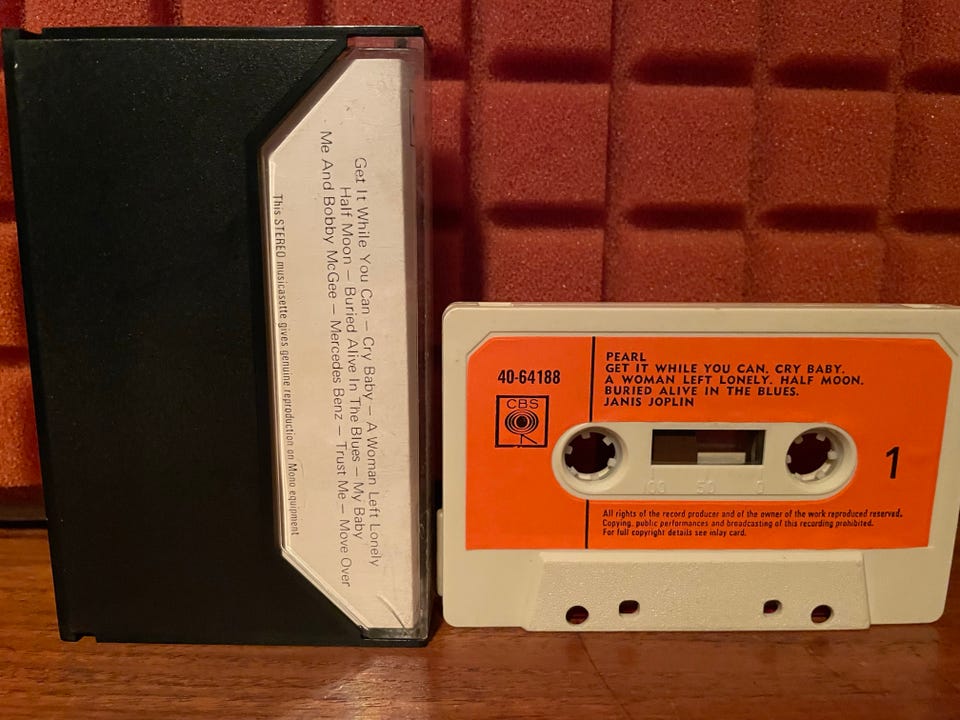 Get It While You Can – Cry Baby – A Woman Left Lonely
Half Moon – Buried Alive In The Blues – My Baby
Me And Bobby McGee – Mercedes Benz – Trust Me – Move Over
This STEREO musicasette gives genuine reproduction on Mono equipment
40-64188
CBS
PEARL
GET IT WHILE YOU CAN. CRY BABY.
A WOMAN LEFT LONELY. HALF MOON.
BURIED ALIVE IN THE BLUES.
JANIS JOPLIN
1
100 50 0
All rights of the record producer and of the owner of the work reproduced reserved.
Copying, public performances and broadcasting of this recording prohibited.
For full copyright details see inlay card.